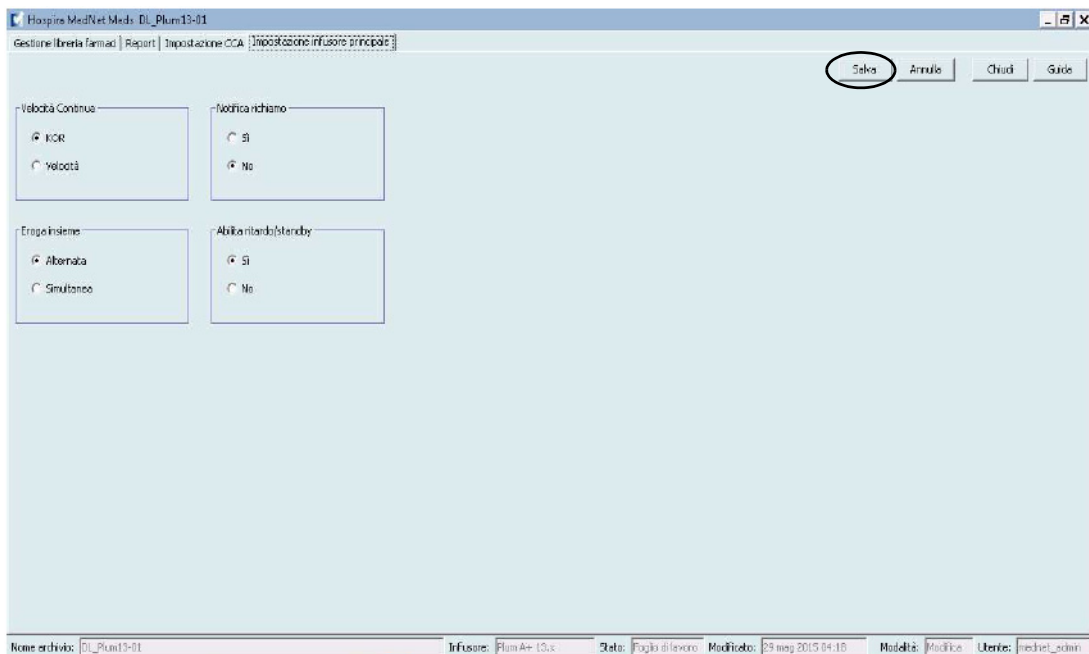 Hospira MedNet Meds DL_Plum13-01
Gestione libreria farmaci Report Impostazione CCA Impostazione infusore principale
Salva Annulla Chiudi Guida
Velocità Continua Notifica richiamo
KOR Sì
Velocità No
Eroga insieme Abilita ritardo/standby
Alternata Sì
Simultanea No
Nome archivio: DL_Plum13-01 Infusore: Plum A+ 13.x Stato: Foglio di lavoro Modificato: 29 mag 2015 04:18 Modalità: Modifica Utente: mednet_admin